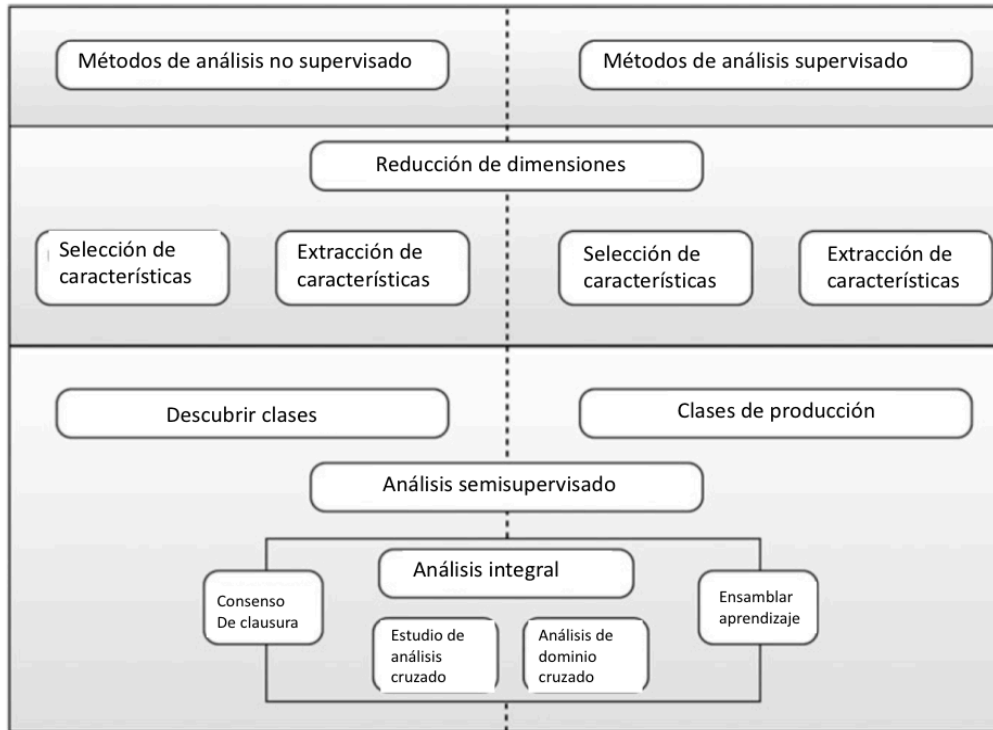 Métodos de análisis no supervisado
Métodos de análisis supervisado
Reducción de dimensiones
Selección de
características
Extracción de
características
Selección de
características
Extracción de
características
Descubrir clases
Clases de producción
Análisis semisupervisado
Análisis integral
Consenso
De clausura
Ensamblar
aprendizaje
Estudio de
análisis
cruzado
Análisis de
dominio
cruzado